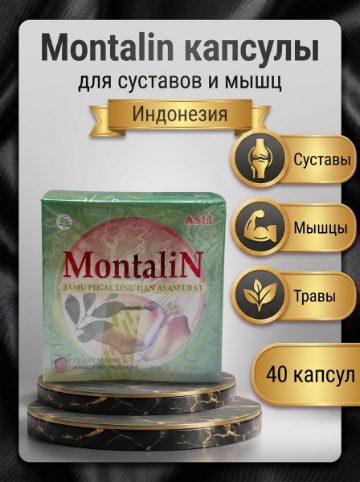 Montalin капсулы
для суставов и мышц
Индонезия
Суставы
Мышцы
Травы
40 капсул
ASLI
MontaliN
JAMU PEGAL LINU DAN ASAM URAT